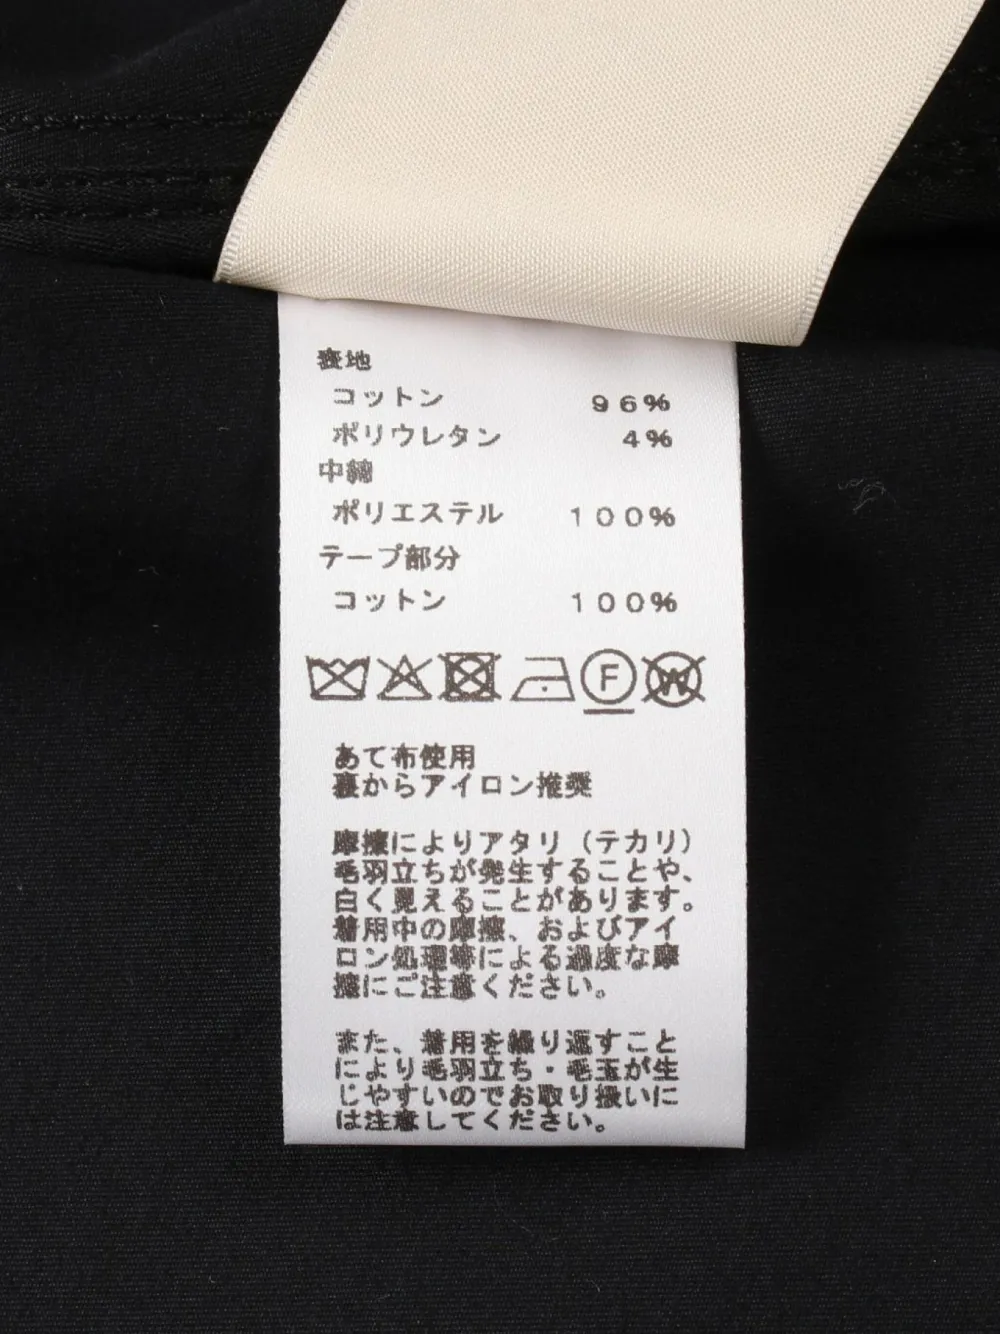 表地
コットン 96%
ポリウレタン 4%
中綿
ポリエステル 100%
テープ部分
コットン 100%
F W
あて布使用
裏からアイロン推奨
摩擦によりアタリ（テカリ）
毛羽立ちが発生することや、
白く見えることがあります。
着用中の摩擦、およびアイ
ロン処理等による過度な摩
擦にご注意ください。
また、着用を繰り返すこと
により毛羽立ち・毛玉が生
じやすいのでお取り扱いに
は注意してください。